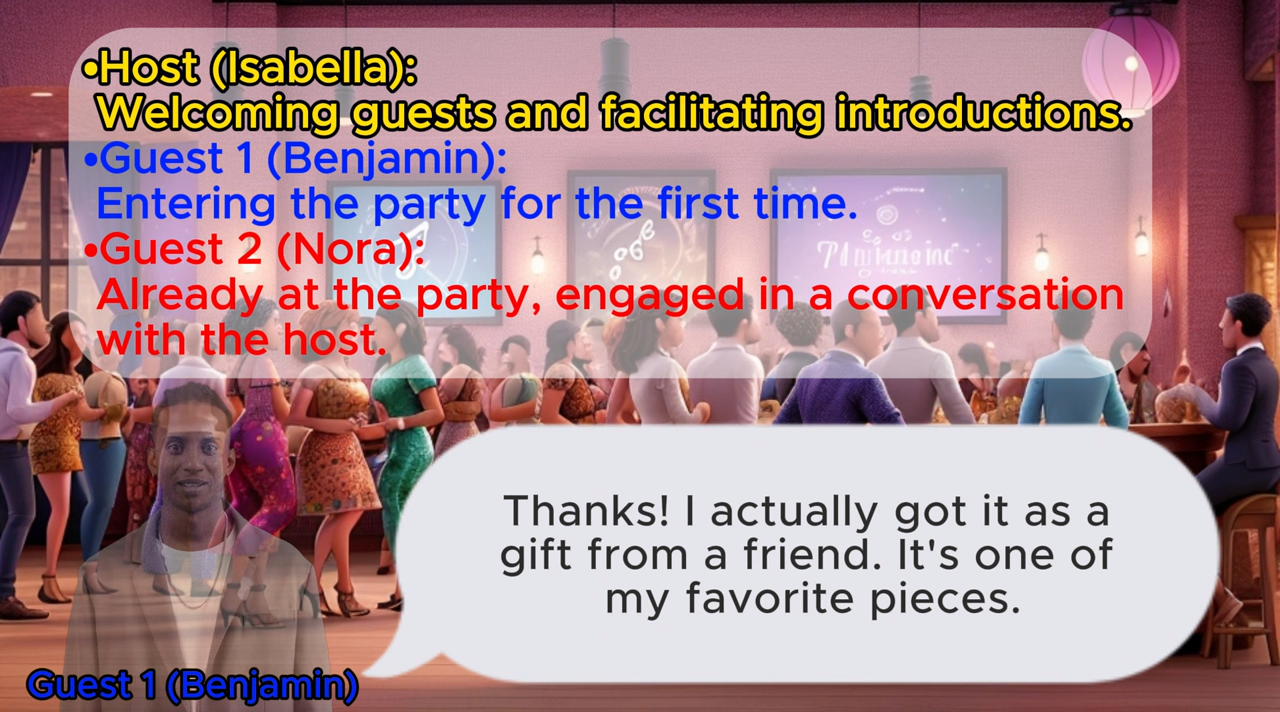 •Host (Isabella):
Welcoming guests and facilitating introductions.
•Guest 1 (Benjamin):
Entering the party for the first time.
•Guest 2 (Nora):
Already at the party, engaged in a conversation
with the host.
Thanks! I actually got it as a
gift from a friend. It's one of
my favorite pieces.
Guest 1 (Benjamin)